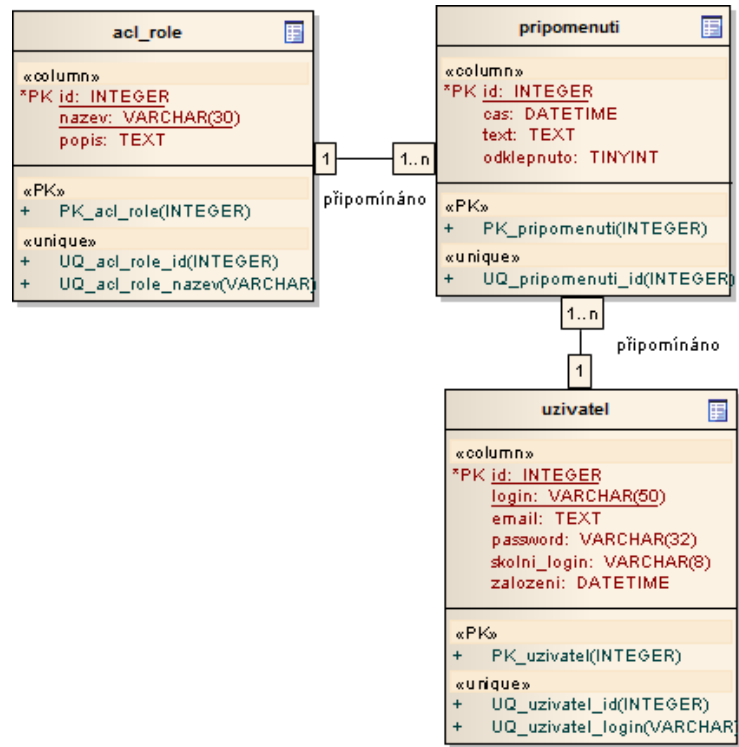 acl_role
«column»
*PK id: INTEGER
nazev: VARCHAR(30)
popis: TEXT
«PK»
+ PK_acl_role(INTEGER)
«unique»
+ UQ_acl_role_id(INTEGER)
+ UQ_acl_role_nazev(VARCHAR)
1
1..n
připomínáno
pripomenuti
«column»
*PK id: INTEGER
cas: DATETIME
text: TEXT
odklepnuto: TINYINT
«PK»
+ PK_pripomenuti(INTEGER)
«unique»
+ UQ_pripomenuti_id(INTEGER)
1..n
připomínáno
1
uzivatel
«column»
*PK id: INTEGER
login: VARCHAR(50)
email: TEXT
password: VARCHAR(32)
skolni_login: VARCHAR(8)
zalozeni: DATETIME
«PK»
+ PK_uzivatel(INTEGER)
«unique»
+ UQ_uzivatel_id(INTEGER)
+ UQ_uzivatel_login(VARCHAR)